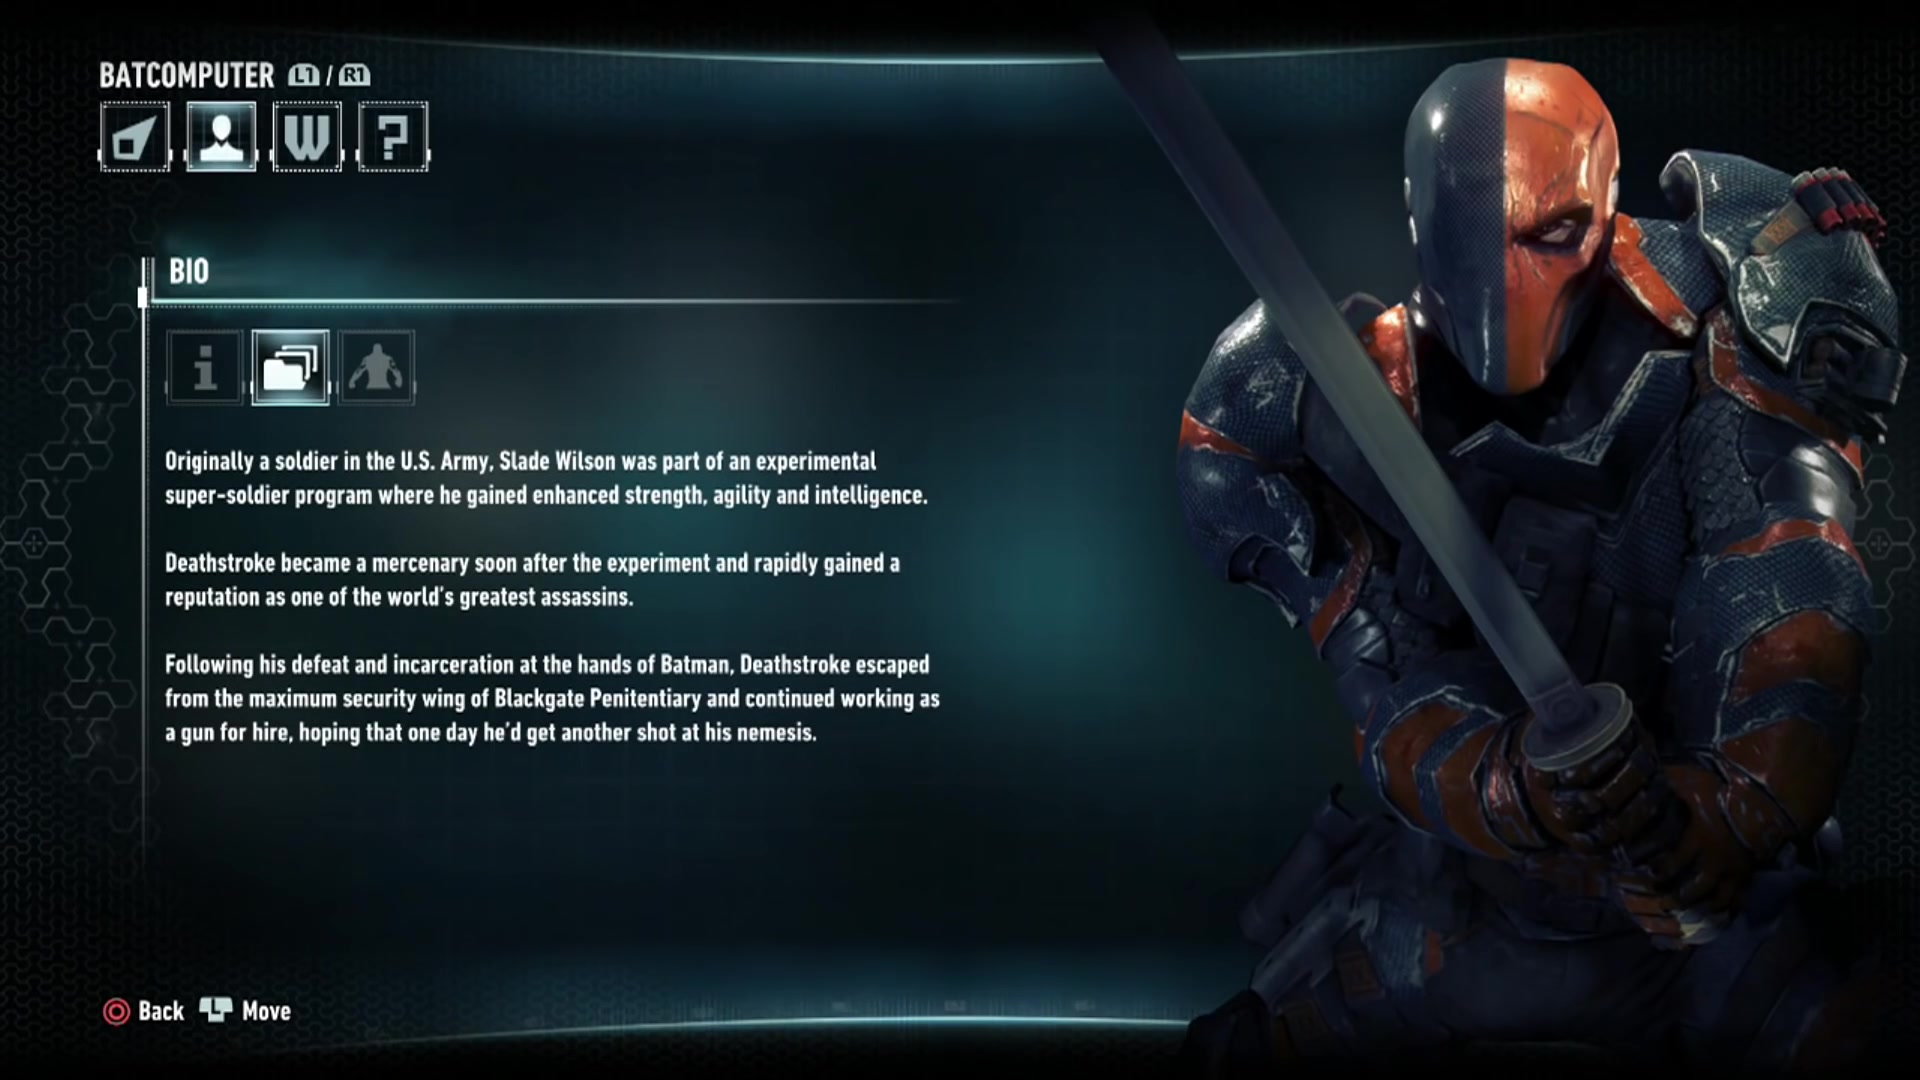 BATCOMPUTER L1 / R1
W ?
BIO
i
Originally a soldier in the U.S. Army, Slade Wilson was part of an experimental
super-soldier program where he gained enhanced strength, agility and intelligence.
Deathstroke became a mercenary soon after the experiment and rapidly gained a
reputation as one of the world's greatest assassins.
Following his defeat and incarceration at the hands of Batman, Deathstroke escaped
from the maximum security wing of Blackgate Penitentiary and continued working as
a gun for hire, hoping that one day he'd get another shot at his nemesis.
Back L Move